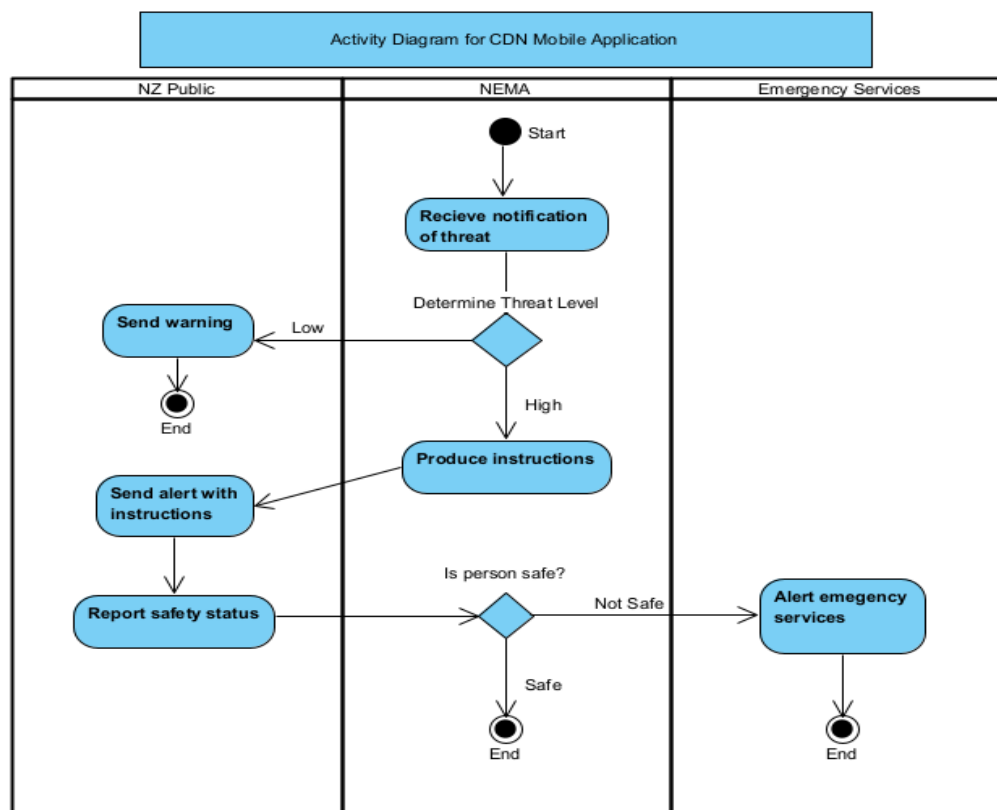 Activity Diagram for CDN Mobile Application
NZ Public
NEMA
Emergency Services
Start
Recieve notification
of threat
Determine Threat Level
Send warning
Low
End
High
Produce instructions
Send alert with
instructions
Is person safe?
Report safety status
Not Safe
Alert emegency
services
Safe
End
End